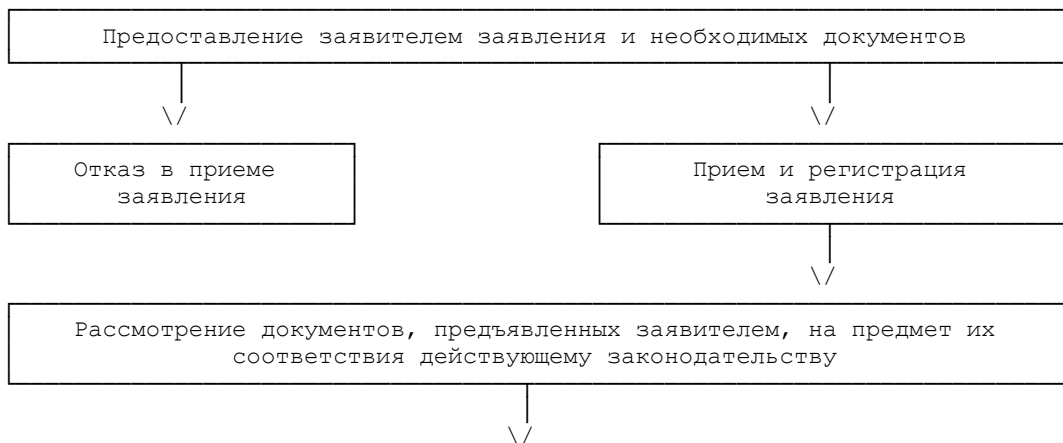 Предоставление заявителем заявления и необходимых документов
Отказ в приеме
заявления
Прием и регистрация
заявления
Рассмотрение документов, предъявленных заявителем, на предмет их
соответствия действующему законодательству